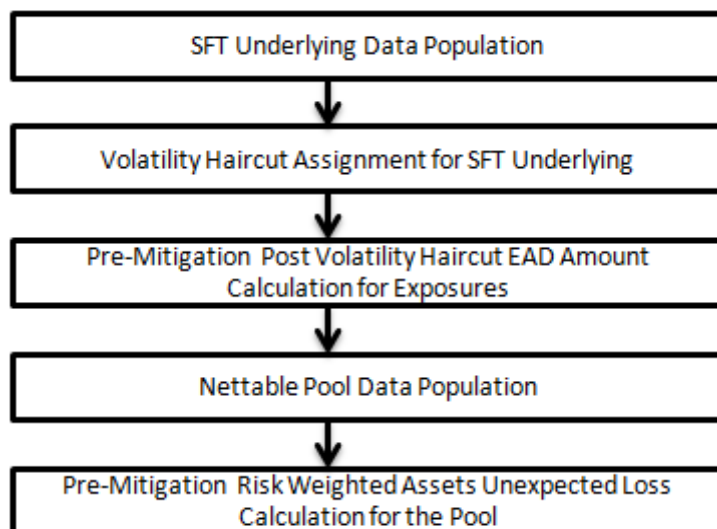 SFT Underlying Data Population
Volatility Haircut Assignment for SFT Underlying
Pre-Mitigation Post Volatility Haircut EAD Amount
Calculation for Exposures
Nettable Pool Data Population
Pre-Mitigation Risk Weighted Assets Unexpected Loss
Calculation for the Pool